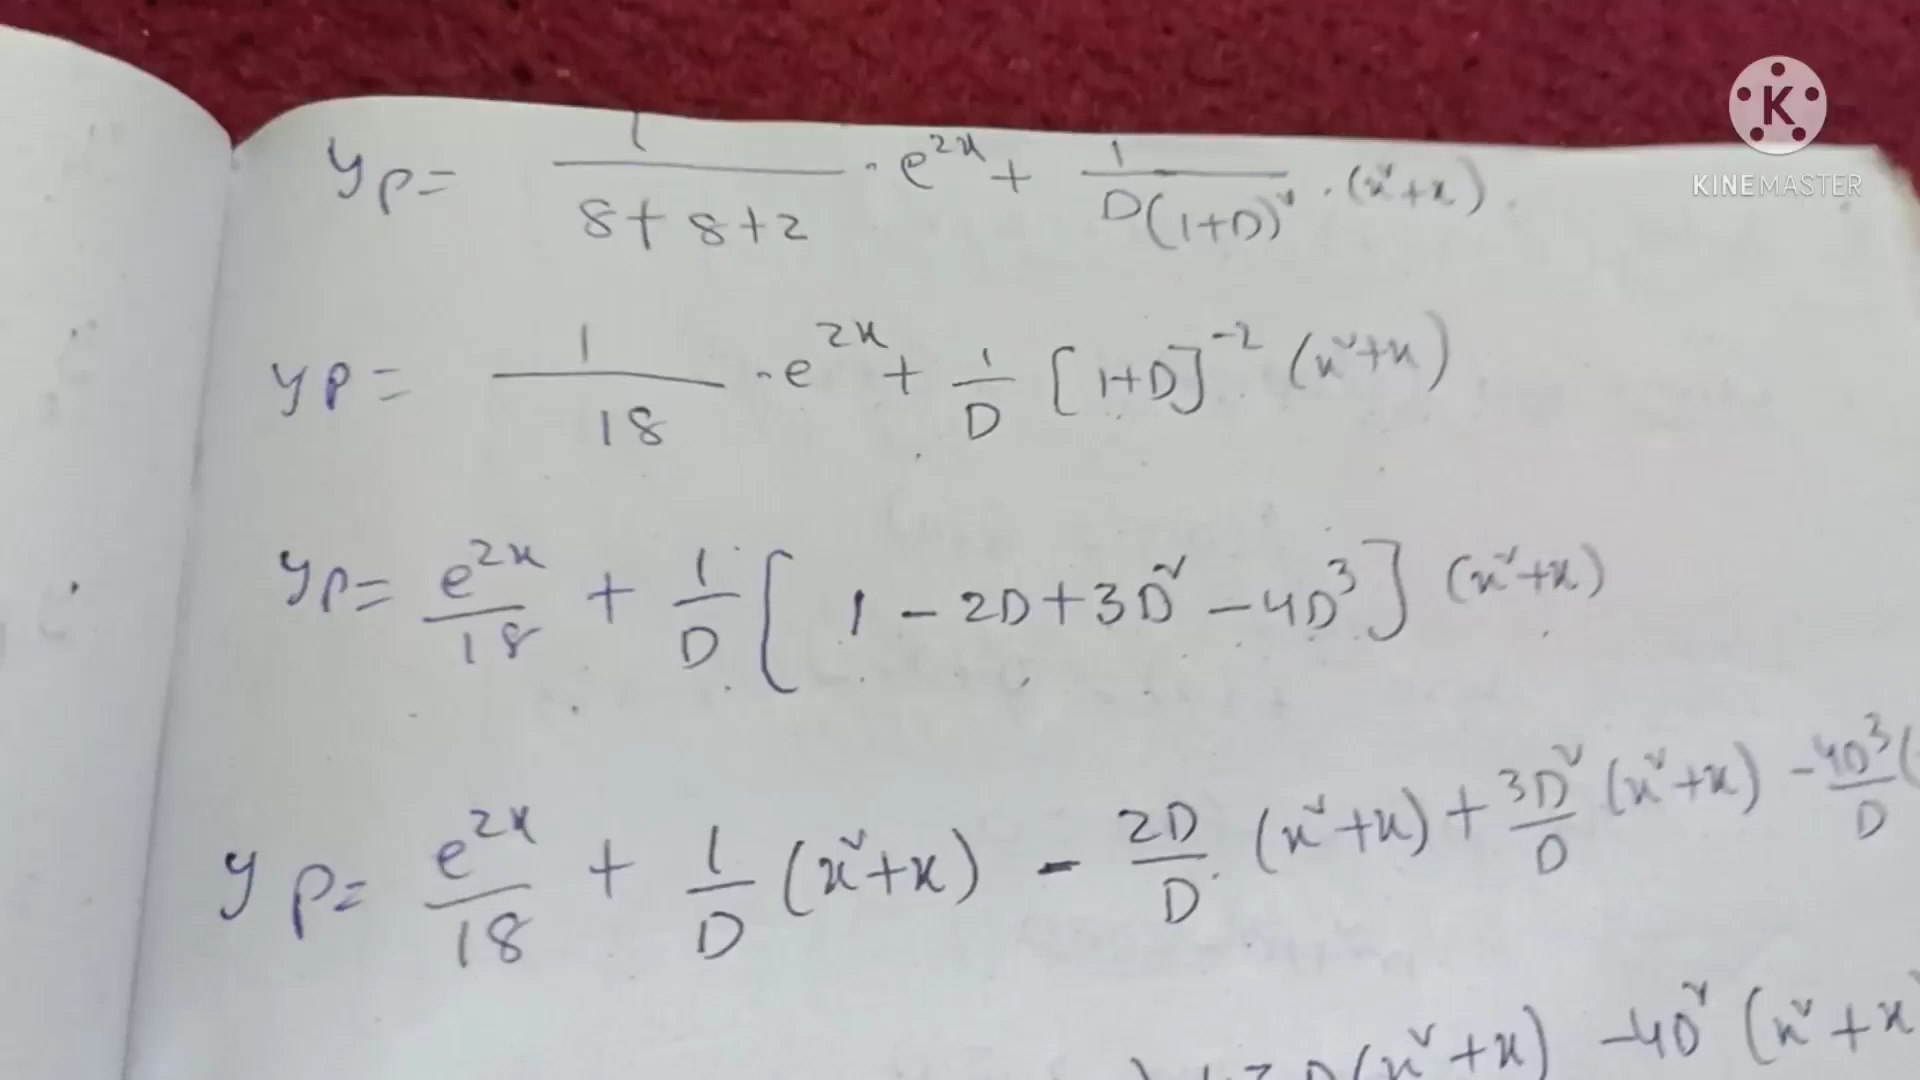 KINEMASTER
yp = 1/(8+8+2) · e^2x + 1/(D(1+D)²) · (x²+x)
yp = 1/18 · e^2x + 1/D [1+D]^-2 (x²+x)
yp = e^2x/18 + 1/D [1 - 2D + 3D² - 4D³] (x²+x)
yp = e^2x/18 + 1/D (x²+x) - 2D/D (x²+x) + 3D²/D (x²+x) - 4D³/D (
D(x²+x) - 4D² (x²+x